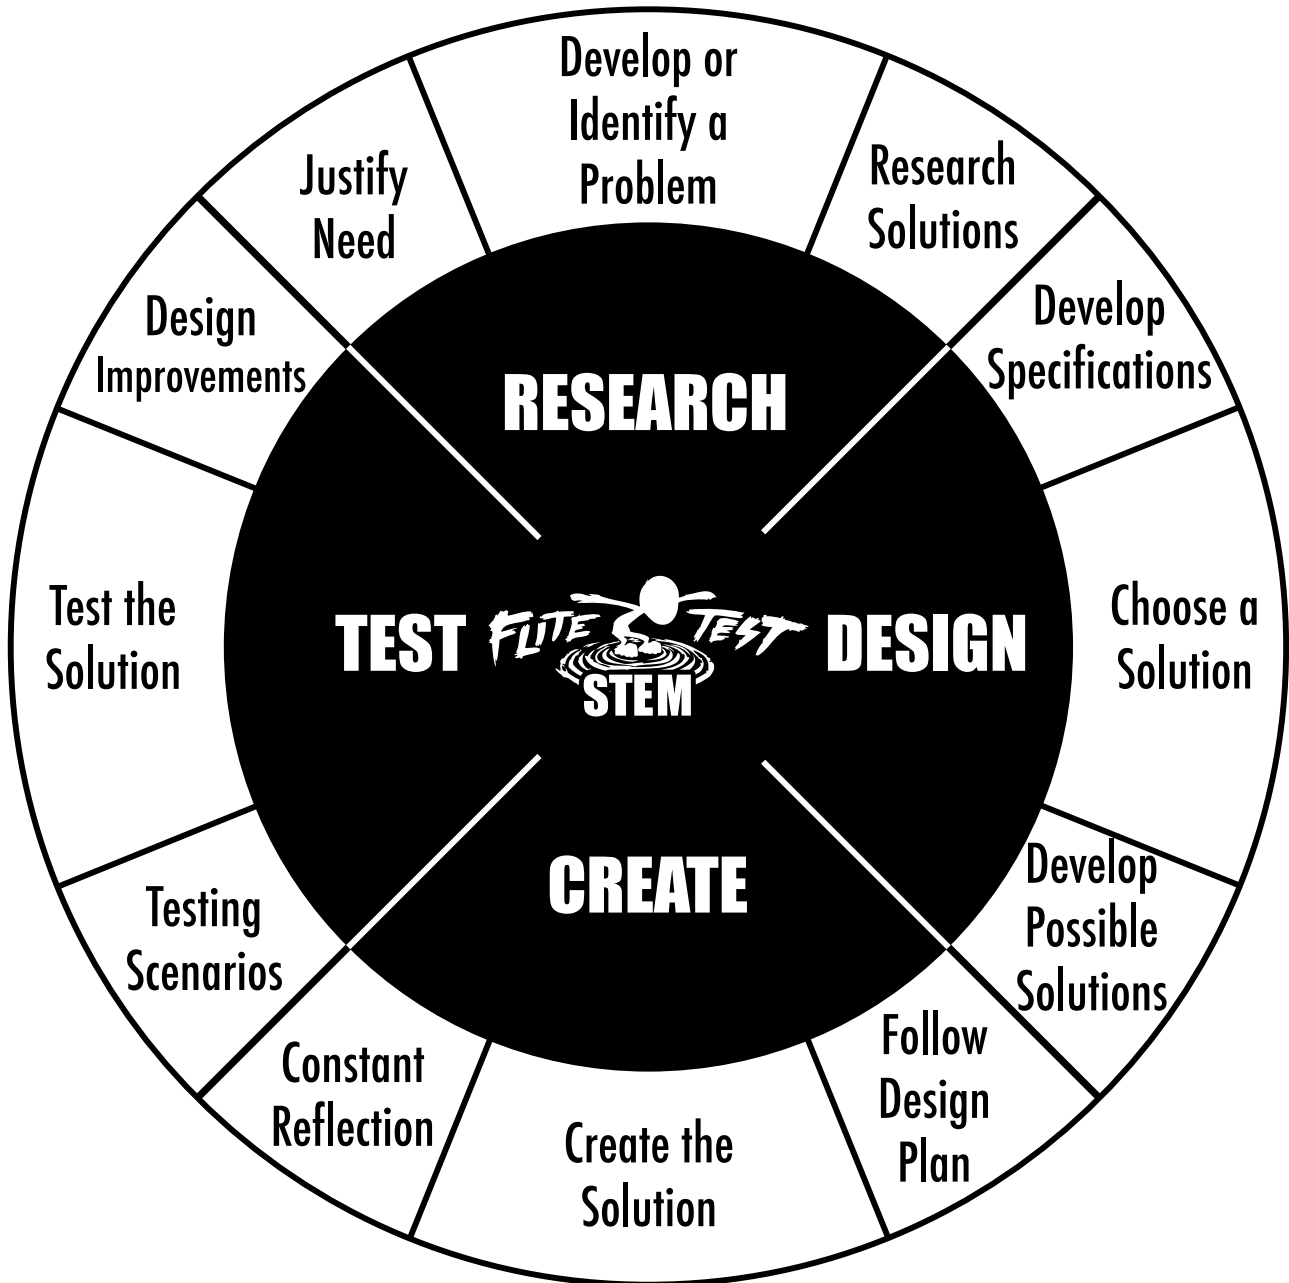 Develop or
Identify a
Problem
Research
Solutions
Develop
Specifications
Choose a
Solution
Develop
Possible
Solutions
Follow
Design
Plan
Create the
Solution
Constant
Reflection
Testing
Scenarios
Test the
Solution
Design
Improvements
Justify
Need
RESEARCH
DESIGN
CREATE
TEST
FLITE TEST
STEM